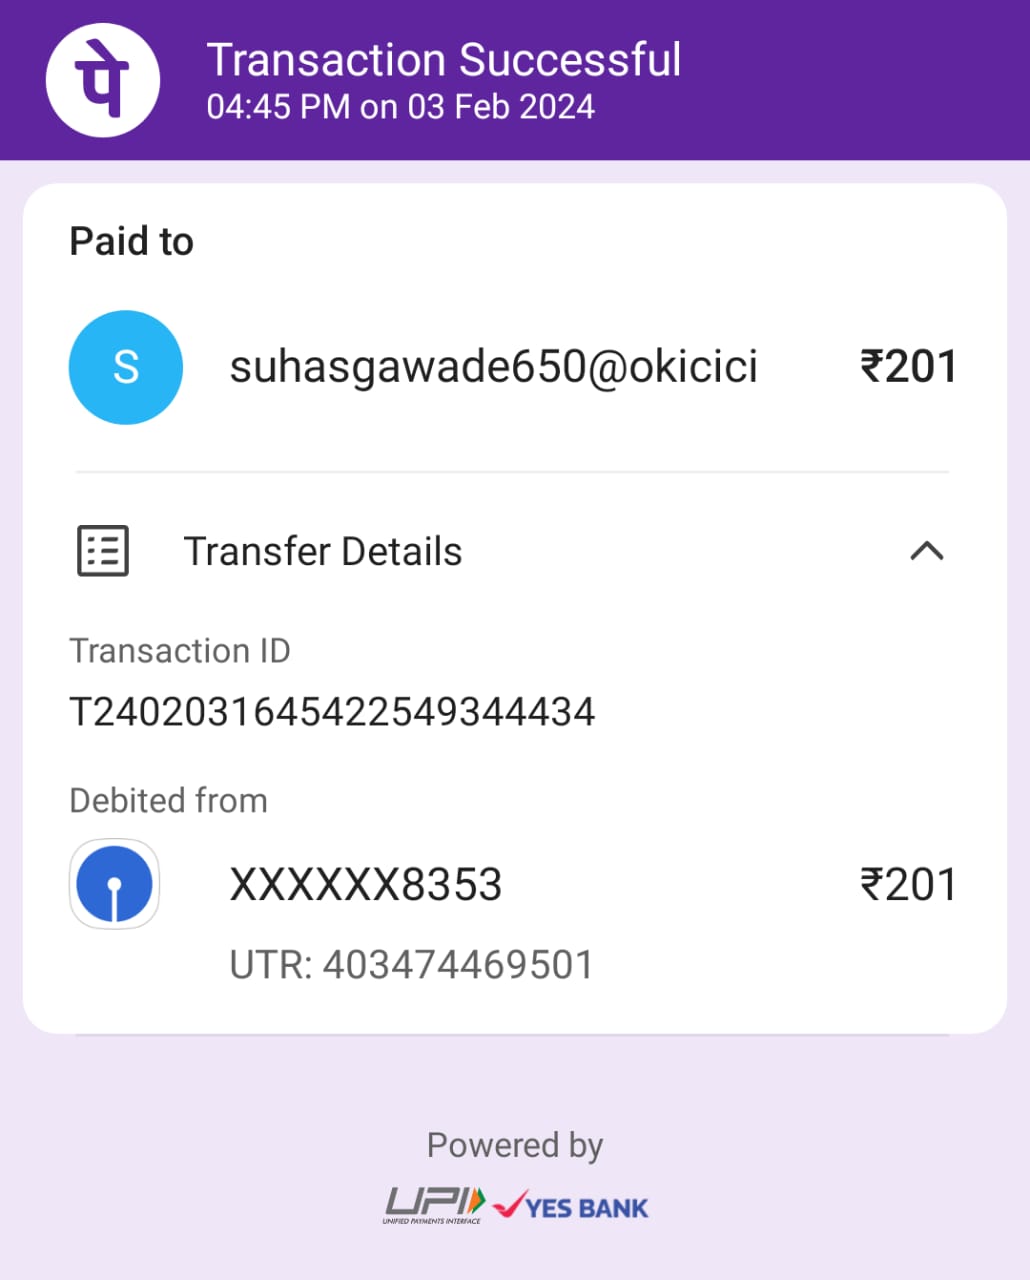 पे
Transaction Successful
04:45 PM on 03 Feb 2024
Paid to
S
suhasgawade650@okicici
₹201
Transfer Details
Transaction ID
T2402031645422549344434
Debited from
XXXXXX8353
₹201
UTR: 403474469501
Powered by
UPI
UNIFIED PAYMENTS INTERFACE
YES BANK